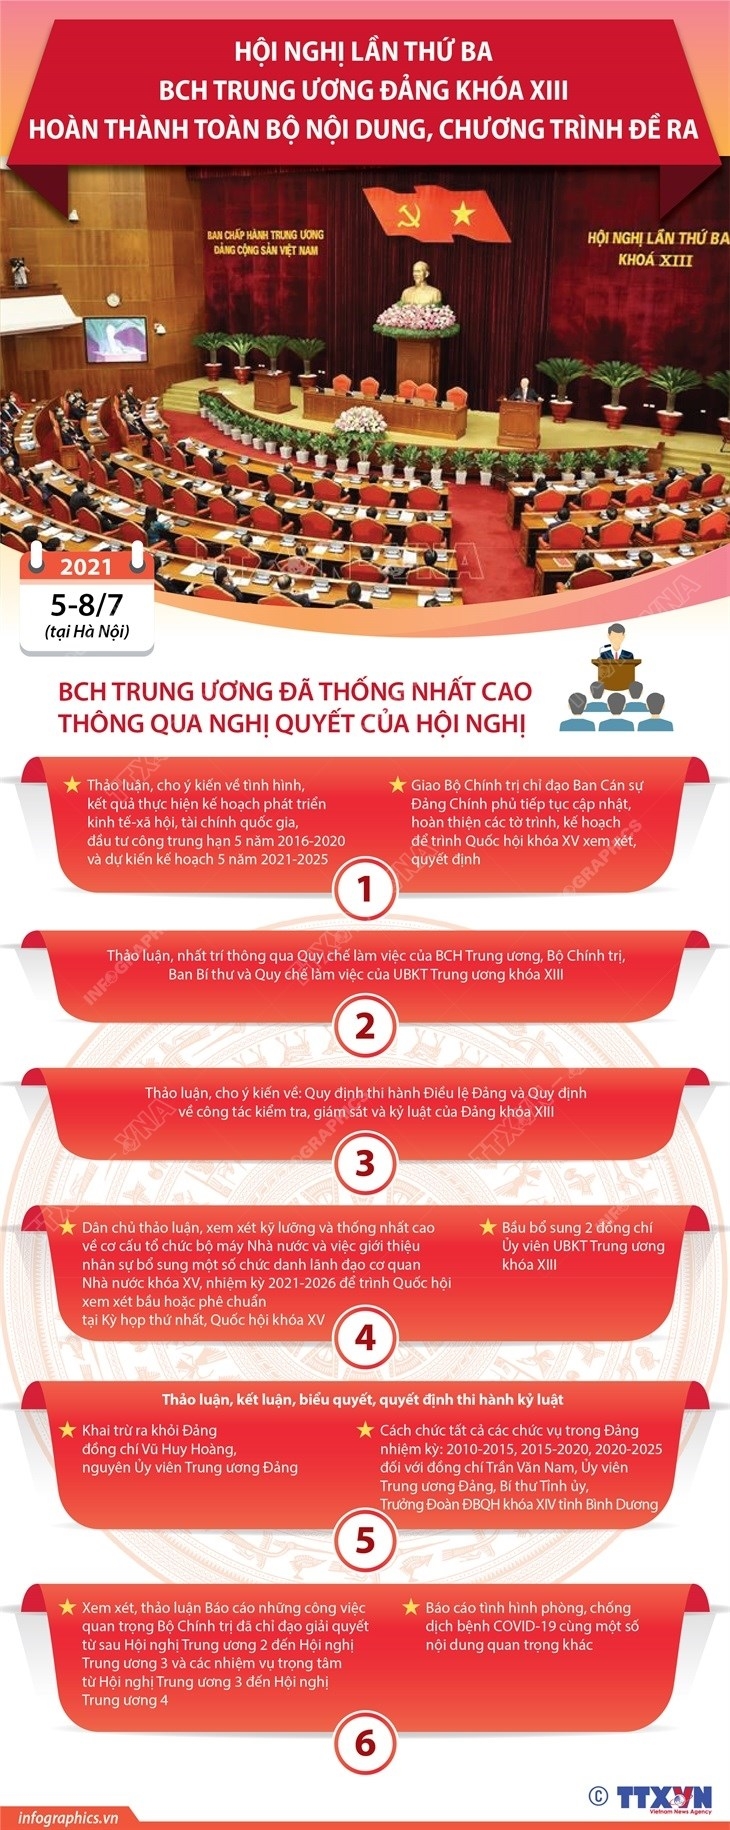 HỘI NGHỊ LẦN THỨ BA
BCH TRUNG ƯƠNG ĐẢNG KHÓA XIII
HOÀN THÀNH TOÀN BỘ NỘI DUNG, CHƯƠNG TRÌNH ĐỀ RA
BAN CHẤP HÀNH TRUNG ƯƠNG
ĐẢNG CỘNG SẢN VIỆT NAM
HỘI NGHỊ LẦN THỨ BA
KHOÁ XIII
2021
5-8/7
(tại Hà Nội)
BCH TRUNG ƯƠNG ĐÃ THỐNG NHẤT CAO
THÔNG QUA NGHỊ QUYẾT CỦA HỘI NGHỊ
Thảo luận, cho ý kiến về tình hình,
kết quả thực hiện kế hoạch phát triển
kinh tế-xã hội, tài chính quốc gia,
đầu tư công trung hạn 5 năm 2016-2020
và dự kiến kế hoạch 5 năm 2021-2025
Giao Bộ Chính trị chỉ đạo Ban Cán sự
Đảng Chính phủ tiếp tục cập nhật,
hoàn thiện các tờ trình, kế hoạch
để trình Quốc hội khóa XV xem xét,
quyết định
1
Thảo luận, nhất trí thông qua Quy chế làm việc của BCH Trung ương, Bộ Chính trị,
Ban Bí thư và Quy chế làm việc của UBKT Trung ương khóa XIII
2
Thảo luận, cho ý kiến về: Quy định thi hành Điều lệ Đảng và Quy định
về công tác kiểm tra, giám sát và kỷ luật của Đảng khóa XIII
3
Dân chủ thảo luận, xem xét kỹ lưỡng và thống nhất cao
về cơ cấu tổ chức bộ máy Nhà nước và việc giới thiệu
nhân sự bổ sung một số chức danh lãnh đạo cơ quan
Nhà nước khóa XV, nhiệm kỳ 2021-2026 để trình Quốc hội
xem xét bầu hoặc phê chuẩn
tại Kỳ họp thứ nhất, Quốc hội khóa XV
Bầu bổ sung 2 đồng chí
Ủy viên UBKT Trung ương
khóa XIII
4
Thảo luận, kết luận, biểu quyết, quyết định thi hành kỷ luật
Khai trừ ra khỏi Đảng
đồng chí Vũ Huy Hoàng,
nguyên Ủy viên Trung ương Đảng
Cách chức tất cả các chức vụ trong Đảng
nhiệm kỳ: 2010-2015, 2015-2020, 2020-2025
đối với đồng chí Trần Văn Nam, Ủy viên
Trung ương Đảng, Bí thư Tỉnh ủy,
Trưởng Đoàn ĐBQH khóa XIV tỉnh Bình Dương
5
Xem xét, thảo luận Báo cáo những công việc
quan trọng Bộ Chính trị đã chỉ đạo giải quyết
từ sau Hội nghị Trung ương 2 đến Hội nghị
Trung ương 3 và các nhiệm vụ trọng tâm
từ Hội nghị Trung ương 3 đến Hội nghị
Trung ương 4
Báo cáo tình hình phòng, chống
dịch bệnh COVID-19 cùng một số
nội dung quan trọng khác
6
© TTXVN
Vietnam News Agency
infographics.vn